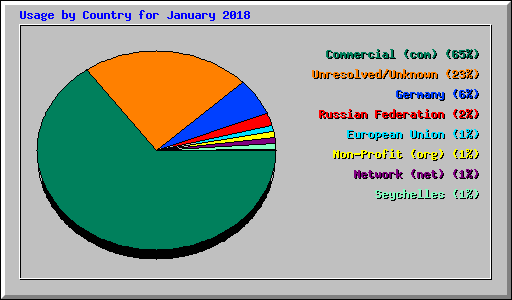 Usage by Country for January 2018
Commercial (com) (65%)
Unresolved/Unknown (23%)
Germany (6%)
Russian Federation (2%)
European Union (1%)
Non-Profit (org) (1%)
Network (net) (1%)
Seychelles (1%)